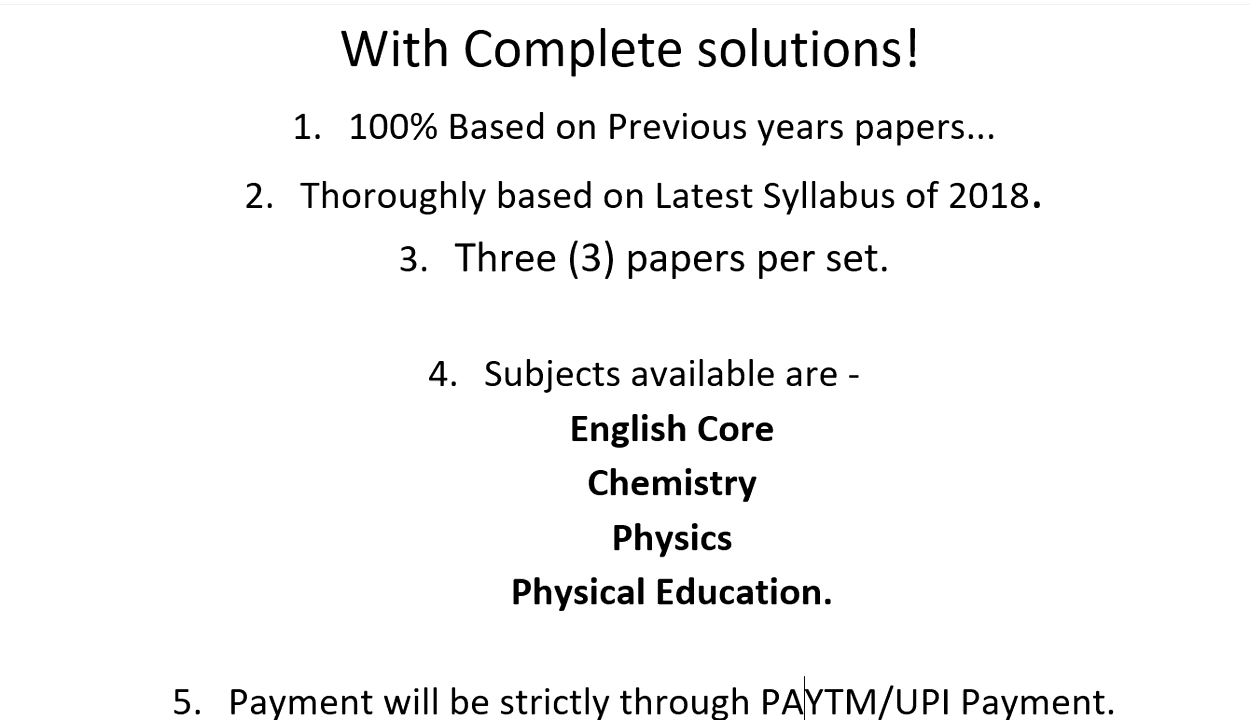 With Complete solutions!
1. 100% Based on Previous years papers...
2. Thoroughly based on Latest Syllabus of 2018.
3. Three (3) papers per set.
4. Subjects available are -
English Core
Chemistry
Physics
Physical Education.
5. Payment will be strictly through PAYTM/UPI Payment.